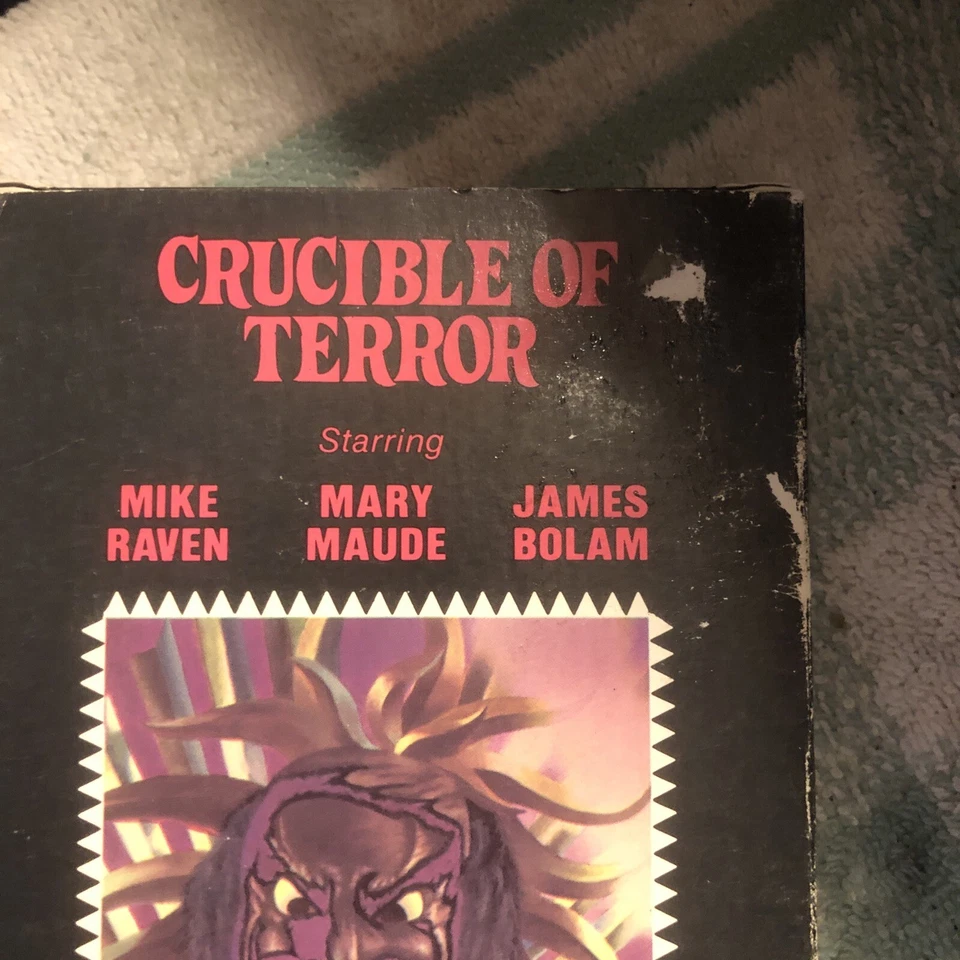 CRUCIBLE OF
TERROR
Starring
MIKE MARY JAMES
RAVEN MAUDE BOLAM